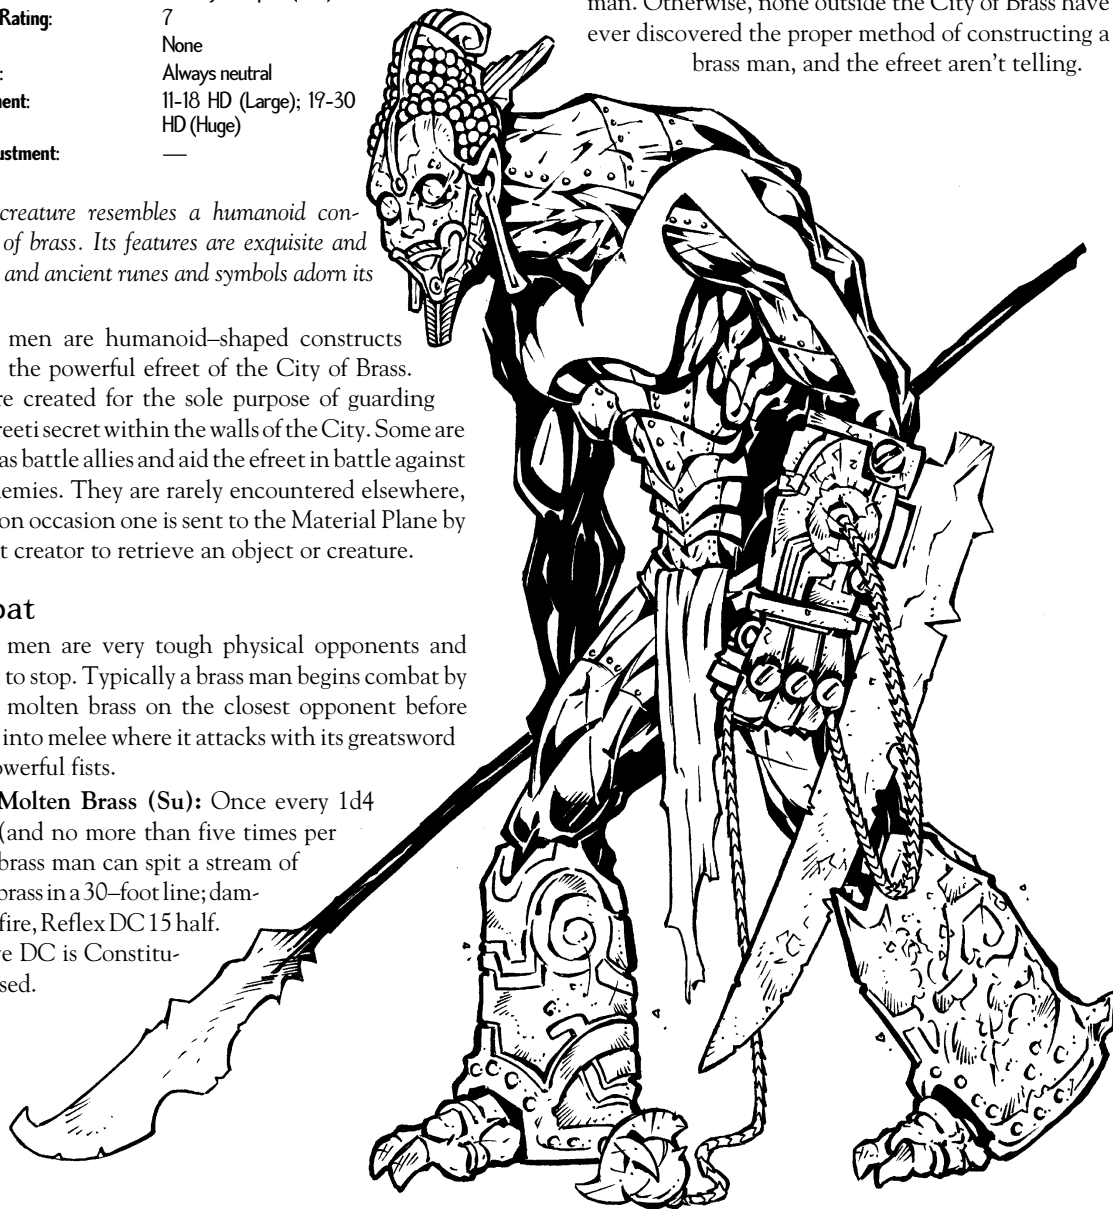 Rating: 7
None
: Always neutral
nent: 11-18 HD (Large); 19-30
HD (Huge)
ustment: —
creature resembles a humanoid con-
of brass. Its features are exquisite and
and ancient runes and symbols adorn its
men are humanoid–shaped constructs
the powerful efreet of the City of Brass.
re created for the sole purpose of guarding
reeti secret within the walls of the City. Some are
as battle allies and aid the efreet in battle against
nemies. They are rarely encountered elsewhere,
on occasion one is sent to the Material Plane by
t creator to retrieve an object or creature.
bat
men are very tough physical opponents and
to stop. Typically a brass man begins combat by
molten brass on the closest opponent before
into melee where it attacks with its greatsword
owerful fists.
Molten Brass (Su): Once every 1d4
(and no more than five times per
brass man can spit a stream of
brass in a 30–foot line; dam-
fire, Reflex DC 15 half.
ve DC is Constitu-
sed.
man. Otherwise, none outside the City of Brass have
ever discovered the proper method of constructing a
brass man, and the efreet aren't telling.